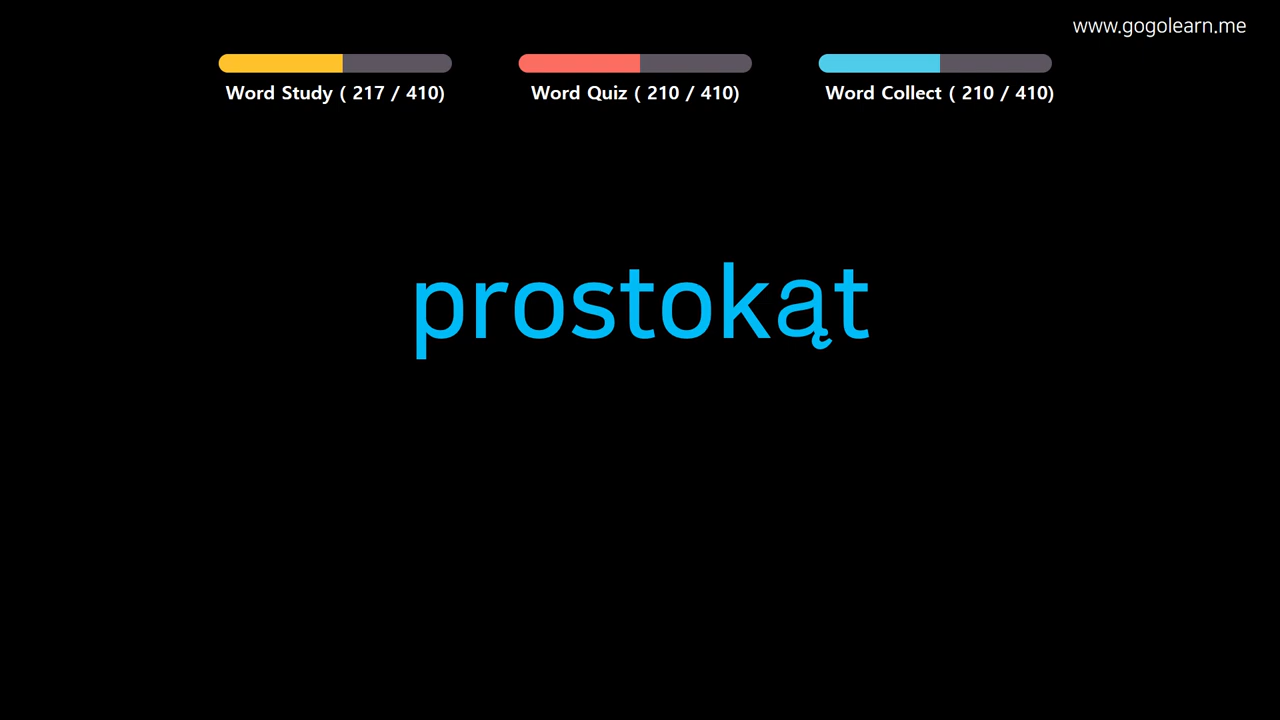 www.gogolearn.me
Word Study ( 217 / 410)
Word Quiz ( 210 / 410)
Word Collect ( 210 / 410)
prostokąt